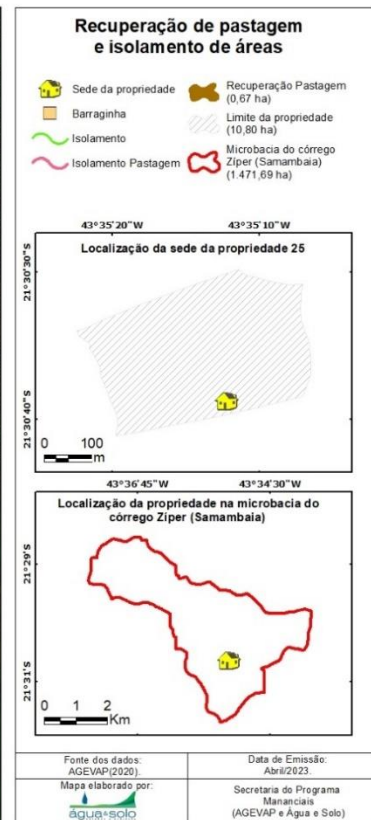 Recuperação de pastagem
e isolamento de áreas
Sede da propriedade
Barraginha
Isolamento
Isolamento Pastagem
Recuperação Pastagem
(0,67 ha)
Limite da propriedade
(10,80 ha)
Microbacia do córrego
Zíper (Samambaia)
(1.471,69 ha)
43°35'20"W 43°35'10"W
Localização da sede da propriedade 25
21°30'30"S
21°30'40"S
0 100
m
43°36'45"W 43°34'30"W
Localização da propriedade na microbacia do
córrego Zíper (Samambaia)
21°29'S
21°31'S
0 1 2
Km
Fonte dos dados:
AGEVAP(2020).
Data de Emissão:
Abril/2023.
Mapa elaborado por:
água e solo
Secretaria do Programa
Mananciais
(AGEVAP e Água e Solo)